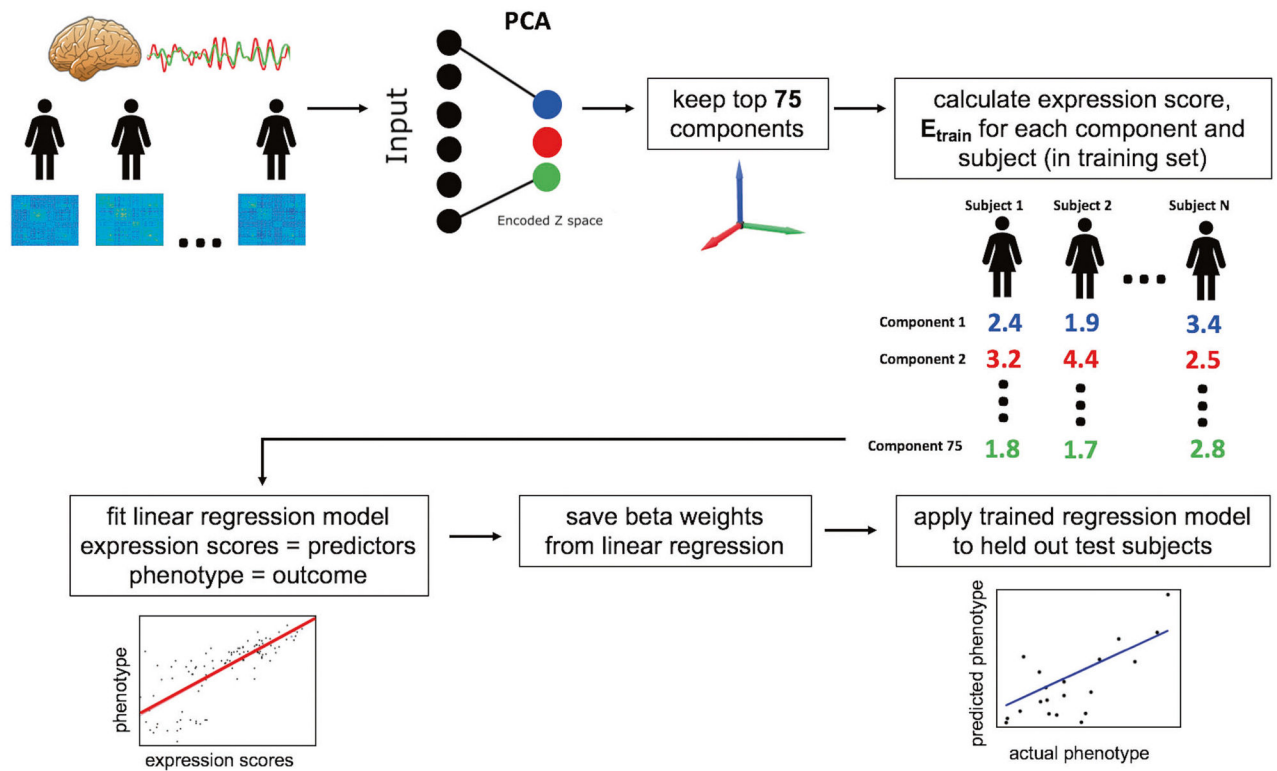 PCA
Input
Encoded Z space
keep top 75
components
calculate expression score,
E_train for each component and
subject (in training set)
Subject 1 Subject 2 Subject N
Component 1 2.4 1.9 3.4
Component 2 3.2 4.4 2.5
Component 75 1.8 1.7 2.8
fit linear regression model
expression scores = predictors
phenotype = outcome
phenotype
expression scores
save beta weights
from linear regression
apply trained regression model
to held out test subjects
predicted phenotype
actual phenotype